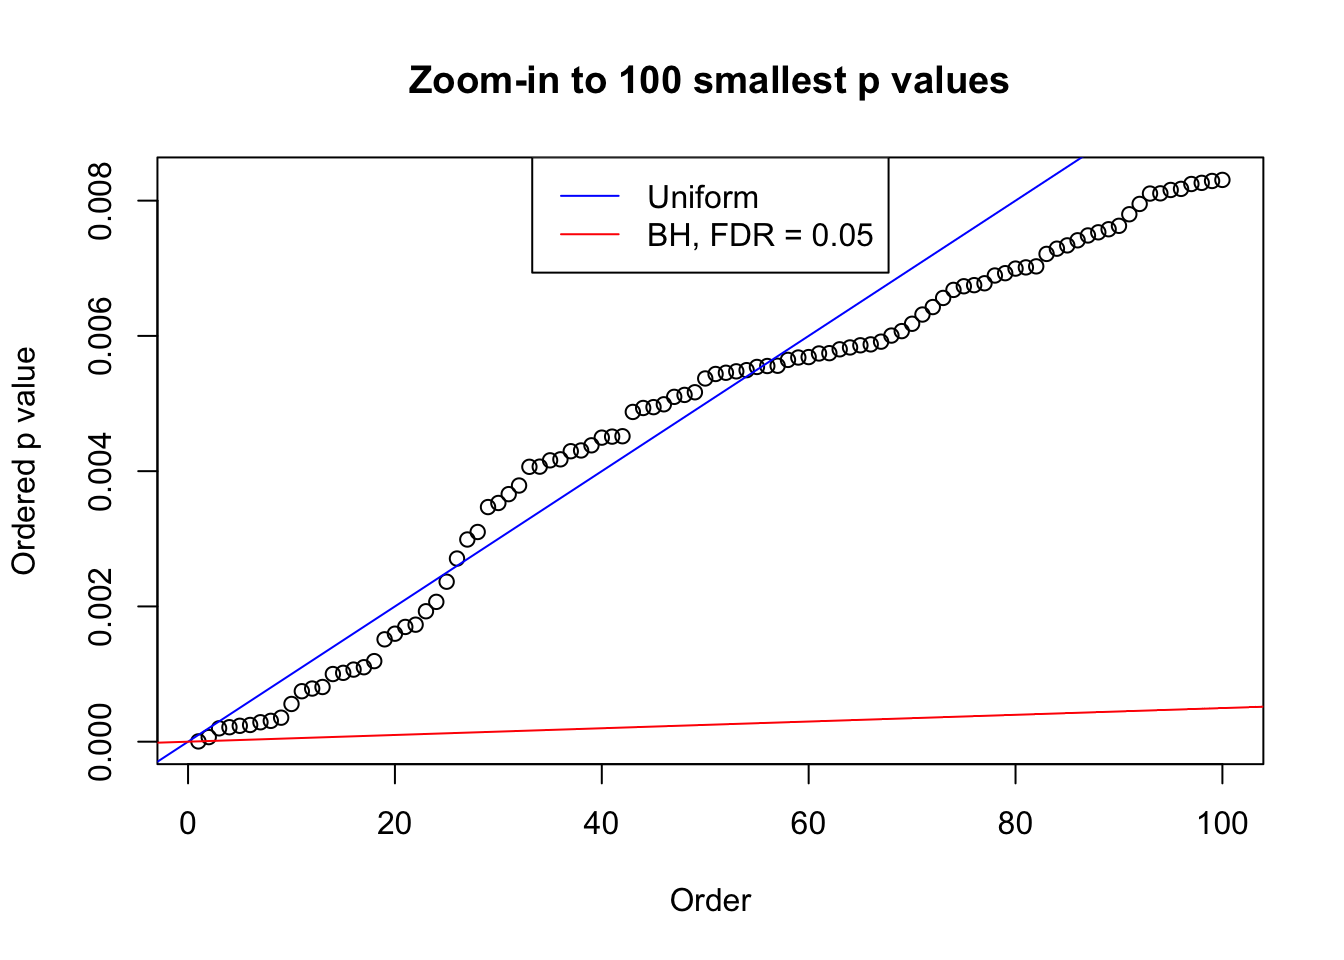 Zoom-in to 100 smallest p values
Uniform
BH, FDR = 0.05
Ordered p value
0.008
0.006
0.004
0.002
0.000
0 20 40 60 80 100
Order